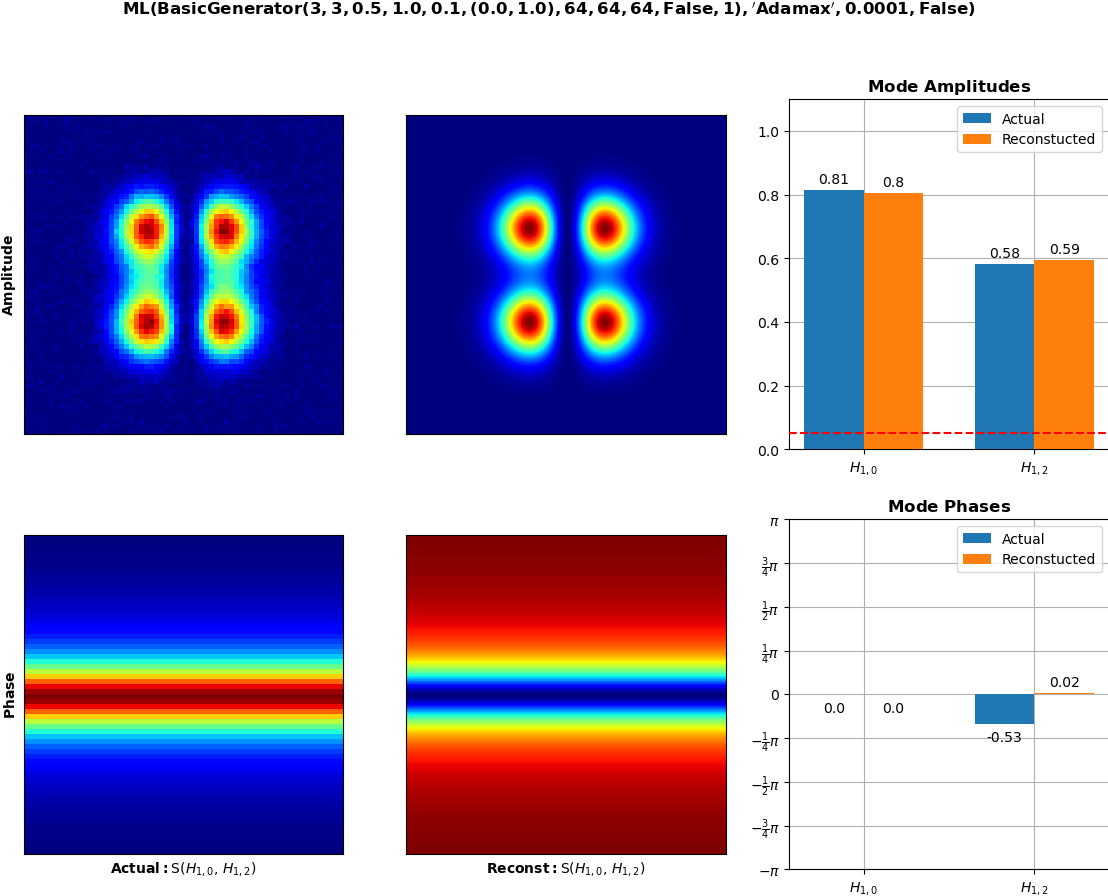 ML(BasicGenerator(3, 3, 0.5, 1.0, 0.1, (0.0, 1.0), 64, 64, 64, False, 1), 'Adamax', 0.0001, False)
Amplitude
Mode Amplitudes
Actual
Reconstucted
1.0
0.8
0.6
0.4
0.2
0.0
0.81
0.8
0.58
0.59
H1,0
H1,2
Phase
Actual: S(H1,0, H1,2)
Reconst: S(H1,0, H1,2)
Mode Phases
Actual
Reconstucted
π
3/4π
1/2π
1/4π
0
−1/4π
−1/2π
−3/4π
−π
0.0
0.0
-0.53
0.02
H1,0
H1,2